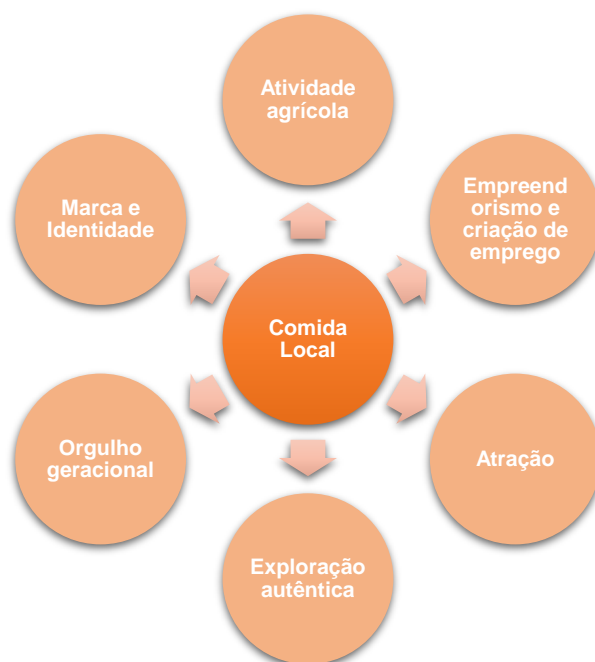 Atividade
agrícola
Empreend
orismo e
criação de
emprego
Marca e
Identidade
Comida
Local
Orgulho
geracional
Atração
Exploração
autêntica